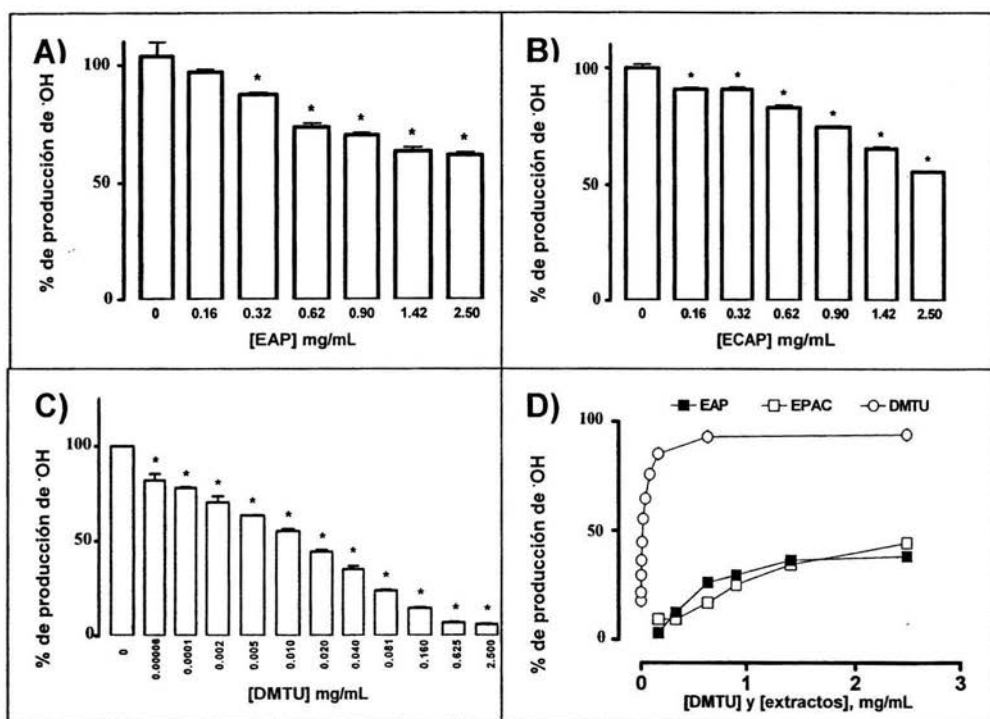 A)
% de producción de ·OH
100
50
0
*
*
*
*
*
0 0.16 0.32 0.62 0.90 1.42 2.50
[EAP] mg/mL
B)
% de producción de ·OH
100
50
0
*
*
*
*
*
*
0 0.16 0.32 0.62 0.90 1.42 2.50
[ECAP] mg/mL
C)
% de producción de ·OH
100
50
0
*
*
*
*
*
*
*
*
*
*
*
0 0.00006 0.0001 0.002 0.005 0.010 0.020 0.040 0.081 0.160 0.625 2.500
[DMTU] mg/mL
D)
EAP EPAC DMTU
% de producción de ·OH
100
50
0
0 1 2 3
[DMTU] y [extractos], mg/mL